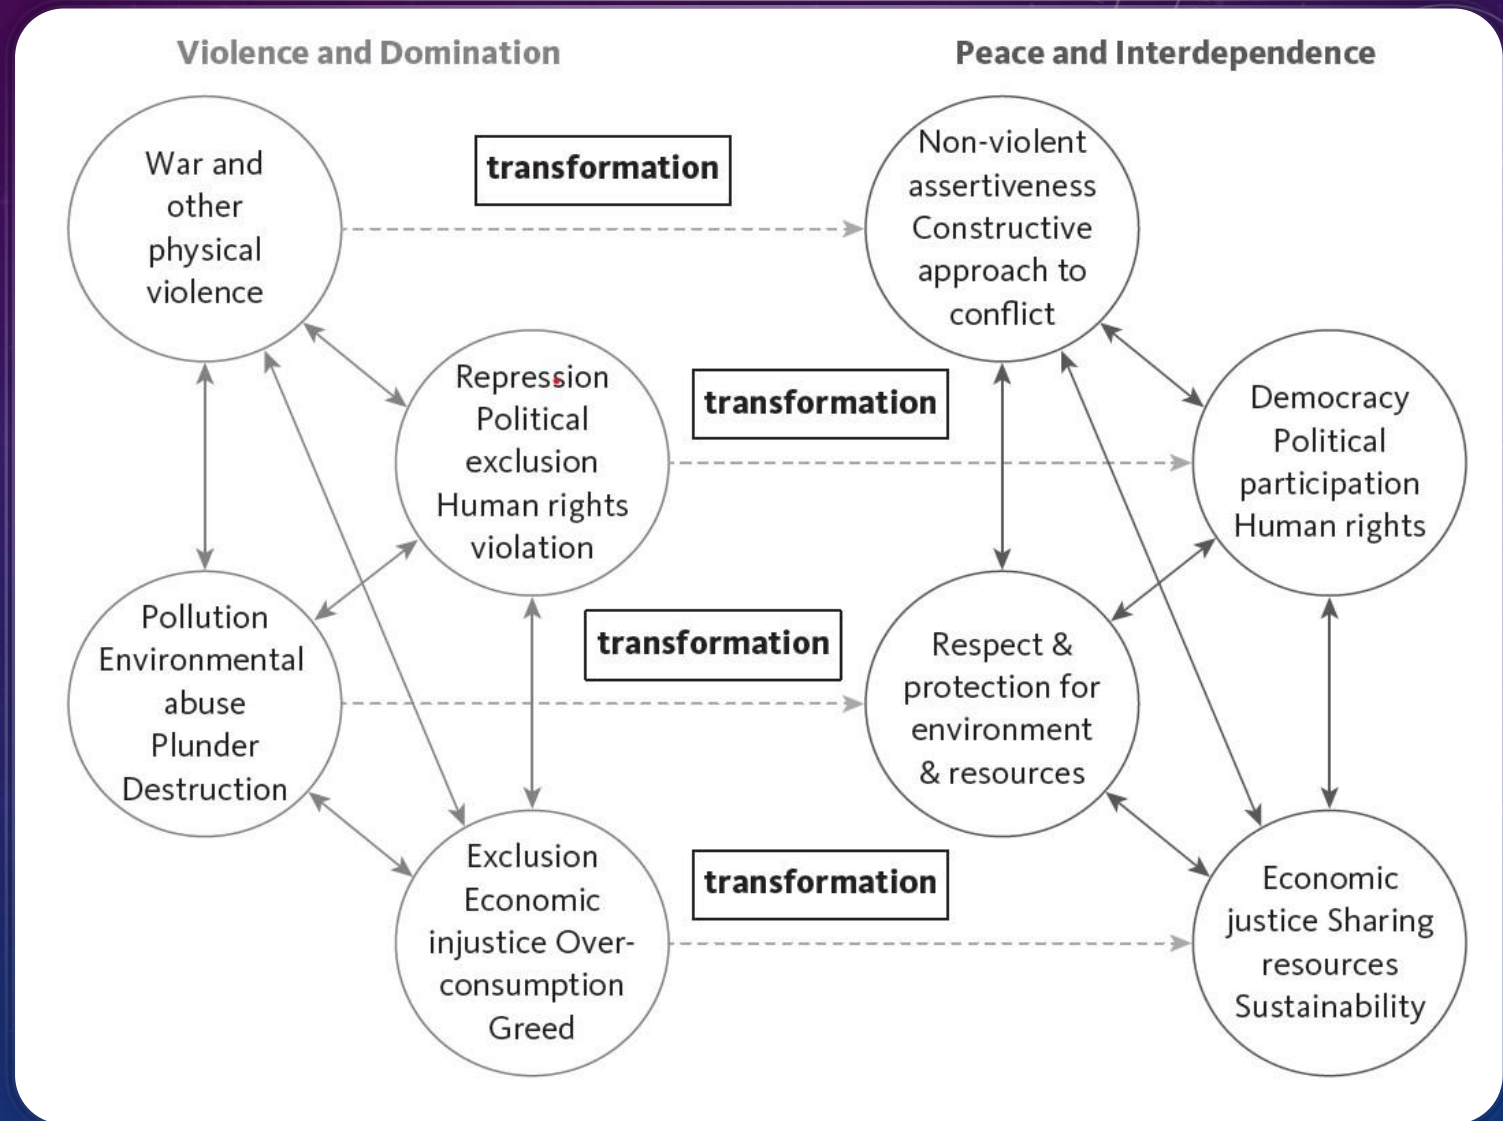 Violence and Domination
Peace and Interdependence
War and
other
physical
violence
transformation
Non-violent
assertiveness
Constructive
approach to
conflict
Repression
Political
exclusion
Human rights
violation
transformation
Democracy
Political
participation
Human rights
Pollution
Environmental
abuse
Plunder
Destruction
transformation
Respect &
protection for
environment
& resources
Exclusion
Economic
injustice Over-
consumption
Greed
transformation
Economic
justice Sharing
resources
Sustainability